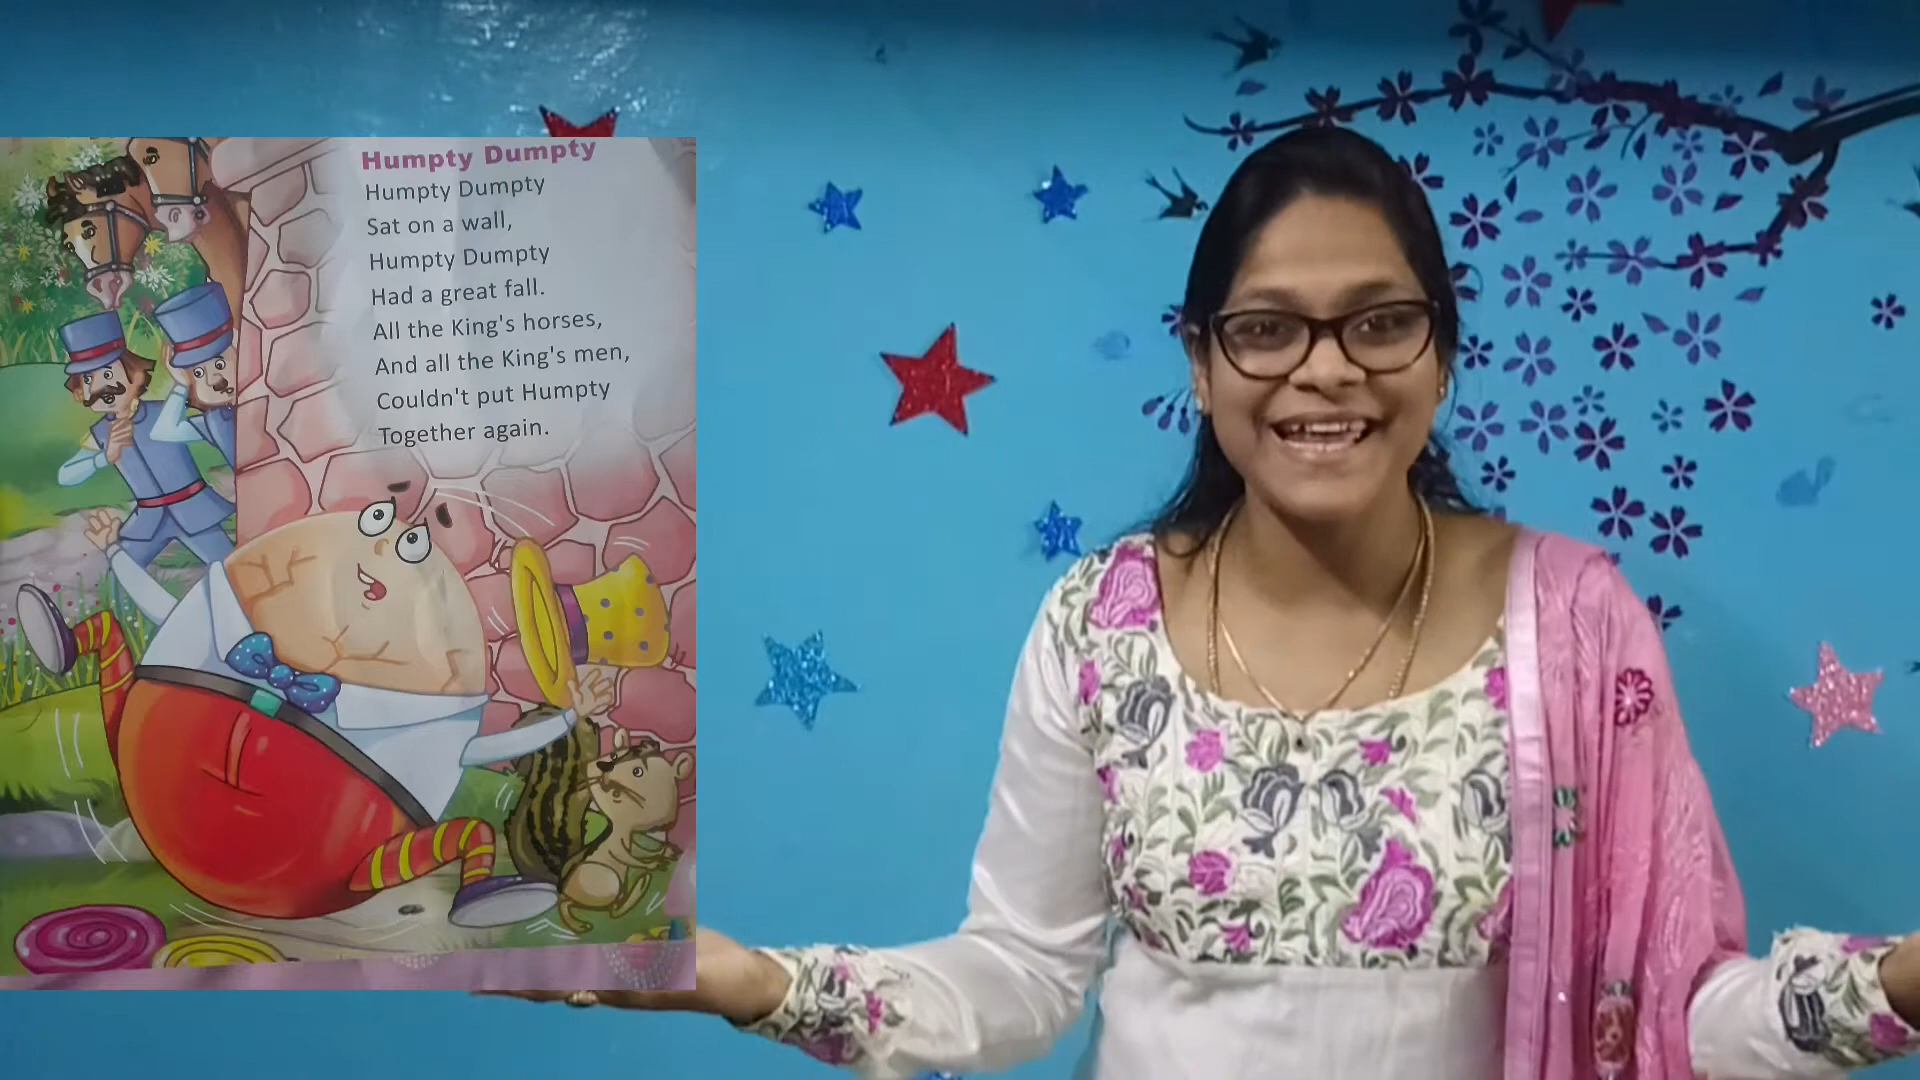 Humpty Dumpty
Humpty Dumpty
Sat on a wall,
Humpty Dumpty
Had a great fall.
All the King's horses,
And all the King's men,
Couldn't put Humpty
Together again.